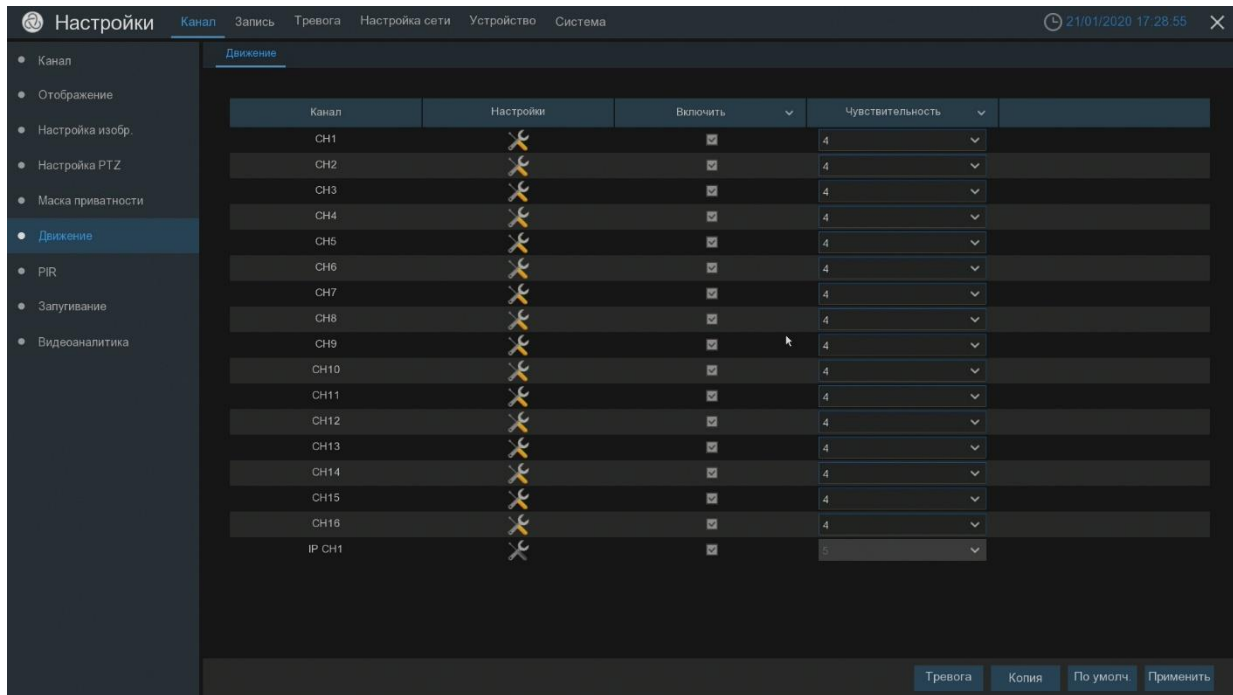 Настройки Канал Запись Тревога Настройка сети Устройство Система 21/01/2020 17:28:55
Канал
Отображение
Настройка изобр.
Настройка PTZ
Маска приватности
Движение
PIR
Запугивание
Видеоаналитика
Движение
Канал Настройки Включить Чувствительность
CH1 4
CH2 4
CH3 4
CH4 4
CH5 4
CH6 4
CH7 4
CH8 4
CH9 4
CH10 4
CH11 4
CH12 4
CH13 4
CH14 4
CH15 4
CH16 4
IP CH1 5
Тревога Копия По умолч. Применить